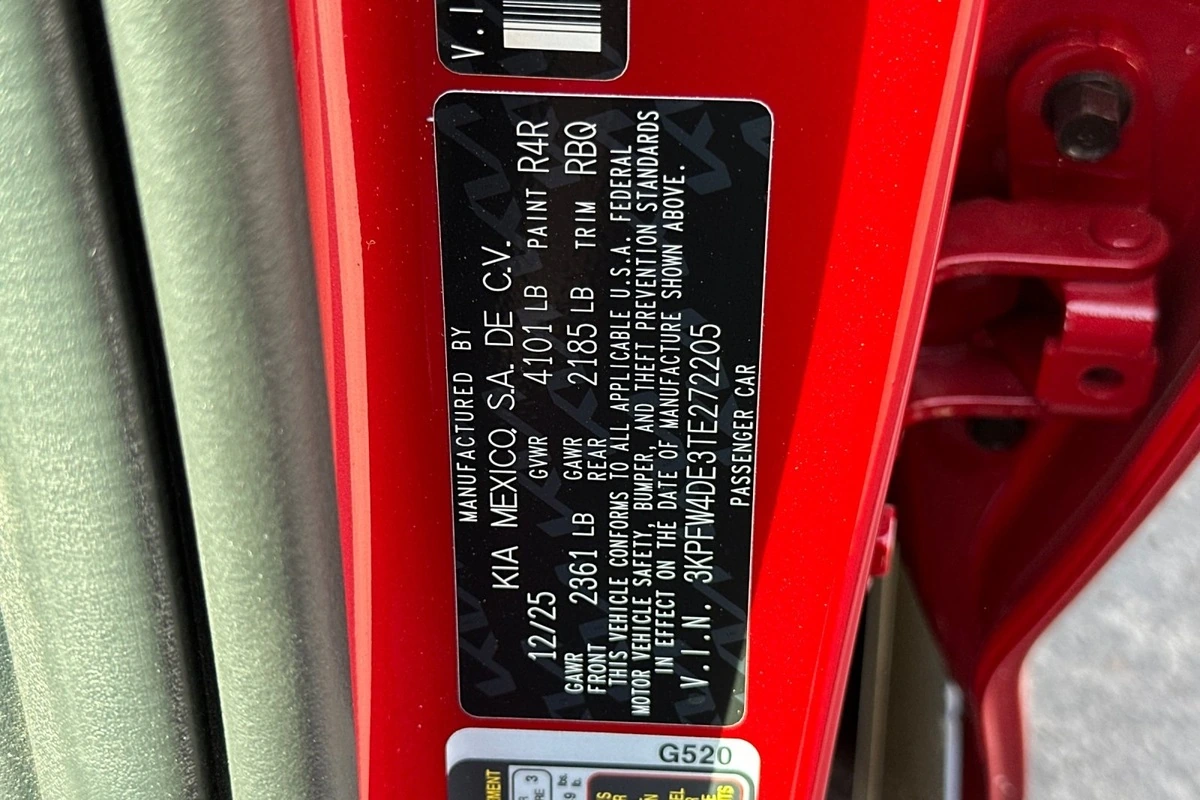 V.I
MANUFACTURED BY
KIA MEXICO, S.A. DE C.V.
12/25 GVWR 4101 LB PAINT R4R
GAWR FRONT 2361 LB GAWR REAR 2185 LB TRIM RBQ
THIS VEHICLE CONFORMS TO ALL APPLICABLE U.S.A. FEDERAL
MOTOR VEHICLE SAFETY, BUMPER, AND THEFT PREVENTION STANDARDS
IN EFFECT ON THE DATE OF MANUFACTURE SHOWN ABOVE.
V.I.N. 3KPFW4DE3TE272205
PASSENGER CAR
G520